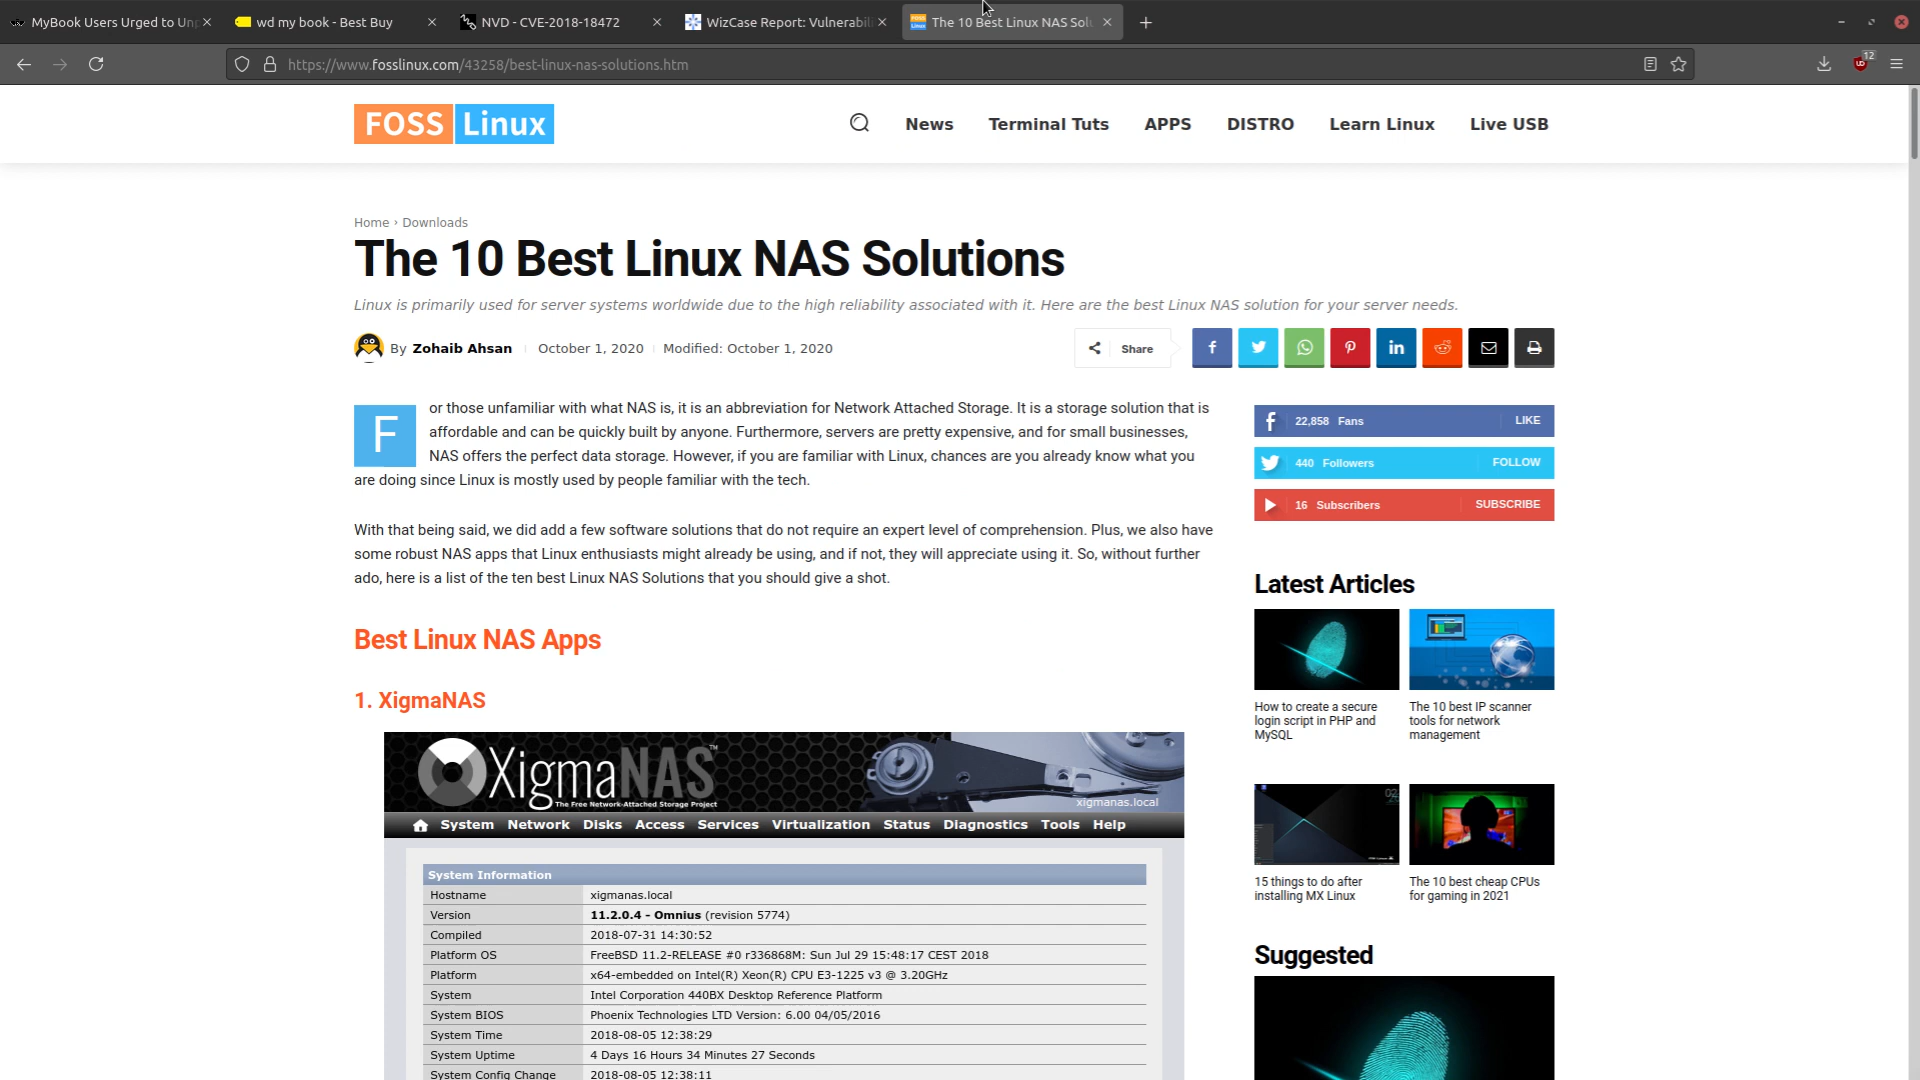 MyBook Users Urged to Un
wd my book - Best Buy
NVD - CVE-2018-18472
WizCase Report: Vulnerabili
The 10 Best Linux NAS Solu
https://www.fosslinux.com/43258/best-linux-nas-solutions.htm
12
FOSS Linux
News
Terminal Tuts
APPS
DISTRO
Learn Linux
Live USB
Home › Downloads
The 10 Best Linux NAS Solutions
Linux is primarily used for server systems worldwide due to the high reliability associated with it. Here are the best Linux NAS solution for your server needs.
By Zohaib Ahsan
October 1, 2020
Modified: October 1, 2020
Share
For those unfamiliar with what NAS is, it is an abbreviation for Network Attached Storage. It is a storage solution that is
affordable and can be quickly built by anyone. Furthermore, servers are pretty expensive, and for small businesses,
NAS offers the perfect data storage. However, if you are familiar with Linux, chances are you already know what you
are doing since Linux is mostly used by people familiar with the tech.
With that being said, we did add a few software solutions that do not require an expert level of comprehension. Plus, we also have
some robust NAS apps that Linux enthusiasts might already be using, and if not, they will appreciate using it. So, without further
ado, here is a list of the ten best Linux NAS Solutions that you should give a shot.
Best Linux NAS Apps
1. XigmaNAS
XigmaNAS™
The Free Network-Attached Storage Project
xigmanas.local
System Network Disks Access Services Virtualization Status Diagnostics Tools Help
System Information
Hostname xigmanas.local
Version 11.2.0.4 - Omnius (revision 5774)
Compiled 2018-07-31 14:30:52
Platform OS FreeBSD 11.2-RELEASE #0 r336868M: Sun Jul 29 15:48:17 CEST 2018
Platform x64-embedded on Intel(R) Xeon(R) CPU E3-1225 v3 @ 3.20GHz
System Intel Corporation 440BX Desktop Reference Platform
System BIOS Phoenix Technologies LTD Version: 6.00 04/05/2016
System Time 2018-08-05 12:38:29
System Uptime 4 Days 16 Hours 34 Minutes 27 Seconds
System Config Change 2018-08-05 12:38:11
22,858 Fans LIKE
440 Followers FOLLOW
16 Subscribers SUBSCRIBE
Latest Articles
How to create a secure
login script in PHP and
MySQL
The 10 best IP scanner
tools for network
management
15 things to do after
installing MX Linux
The 10 best cheap CPUs
for gaming in 2021
Suggested